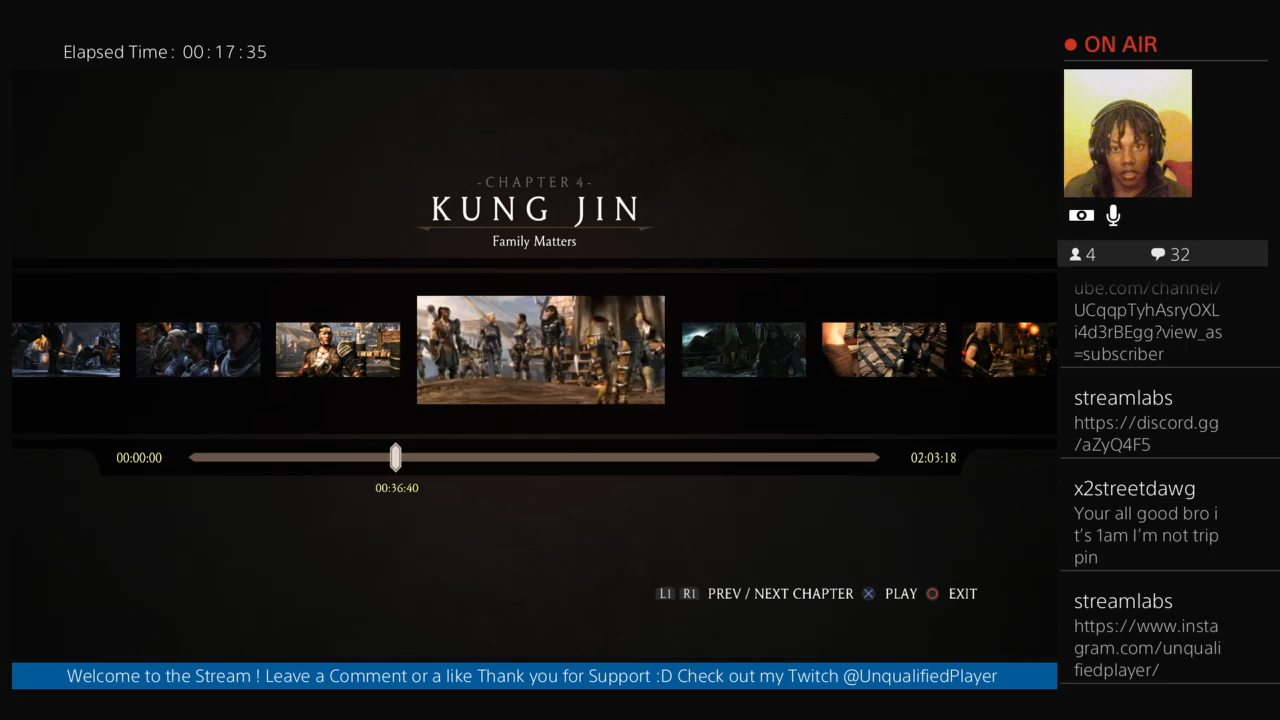 Elapsed Time: 00:17:35
ON AIR
-CHAPTER 4-
KUNG JIN
Family Matters
4
32
ube.com/channel/
UCqqpTyhAsryOXL
i4d3rBEgg?view_as
=subscriber
streamlabs
https://discord.gg
/aZyQ4F5
x2streetdawg
Your all good bro i
t's 1am I'm not trip
pin
streamlabs
https://www.insta
gram.com/unquali
fiedplayer/
00:00:00
02:03:18
00:36:40
L1 R1 PREV / NEXT CHAPTER PLAY EXIT
Welcome to the Stream ! Leave a Comment or a like Thank you for Support :D Check out my Twitch @UnqualifiedPlayer